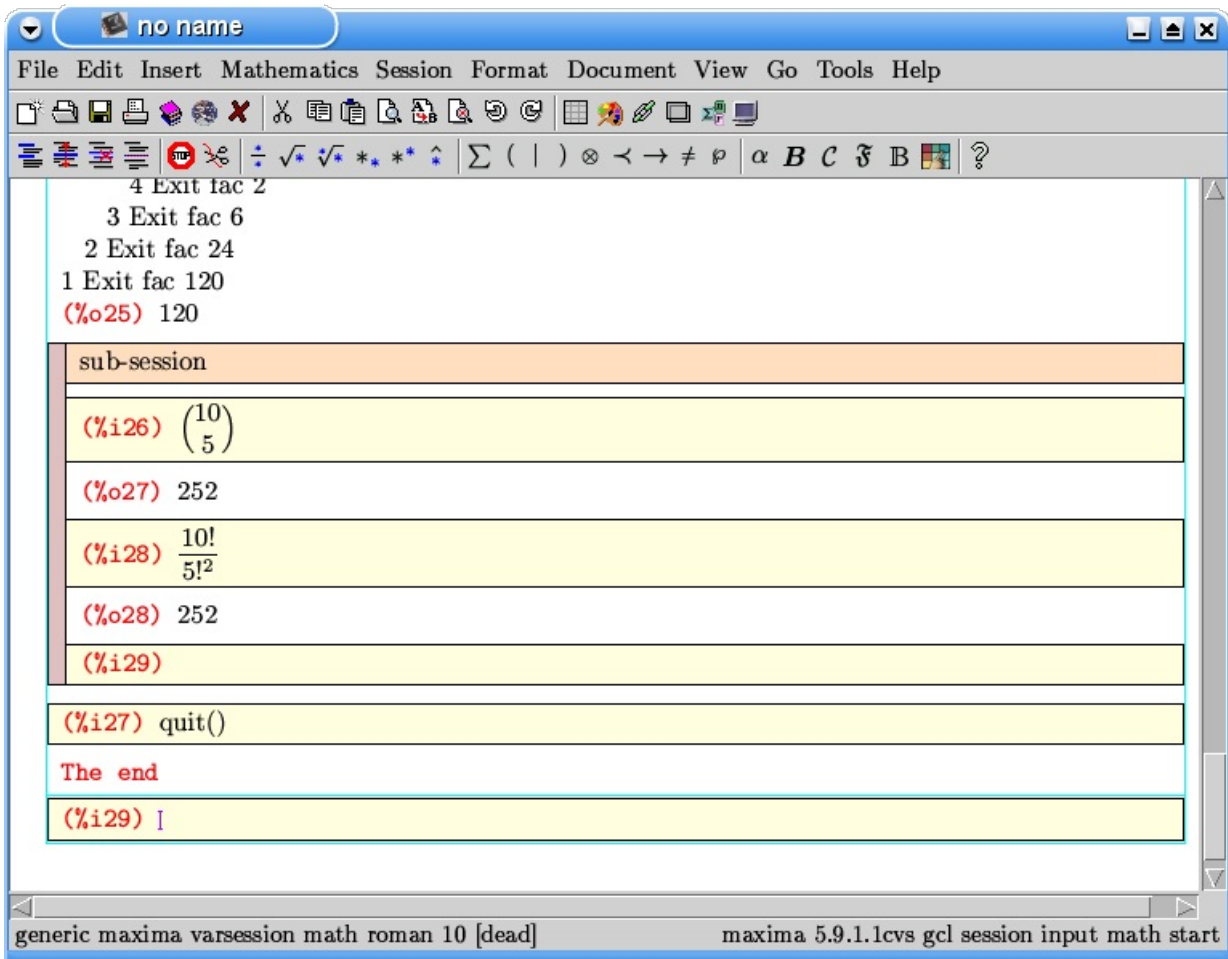 no name
File Edit Insert Mathematics Session Format Document View Go Tools Help
STOP
4 Exit fac 2
3 Exit fac 6
2 Exit fac 24
1 Exit fac 120
(%o25) 120
sub-session
(%i26) (10
5)
(%o27) 252
(%i28) 10!
5!²
(%o28) 252
(%i29)
(%i27) quit()
The end
(%i29)
generic maxima varsession math roman 10 [dead] maxima 5.9.1.1cvs gcl session input math start